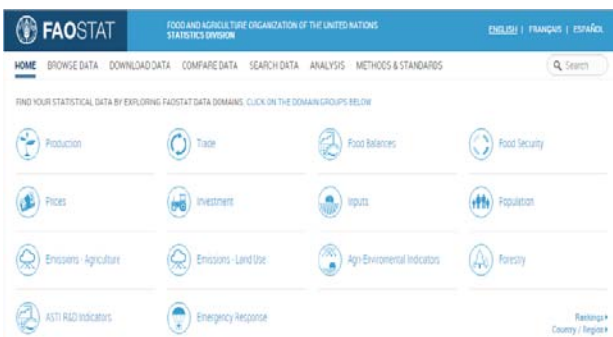 FAOSTAT
FOOD AND AGRICULTURE ORGANIZATION OF THE UNITED NATIONS
STATISTICS DIVISION
ENGLISH | FRANÇAIS | ESPAÑOL
HOME BROWSE DATA DOWNLOAD DATA COMPARE DATA SEARCH DATA ANALYSIS METHODS & STANDARDS Search
FIND YOUR STATISTICAL DATA BY EXPLORING FAOSTAT DATA DOMAINS. CLICK ON THE DOMAIN GROUPS BELOW
Production Trade Food Balances Food Security
Prices Investment Inputs Population
Emissions - Agriculture Emissions - Land Use Agri-Enviromental Indicators Forestry
ASTI R&D Indicators Emergency Response
Rankings
Country / Region